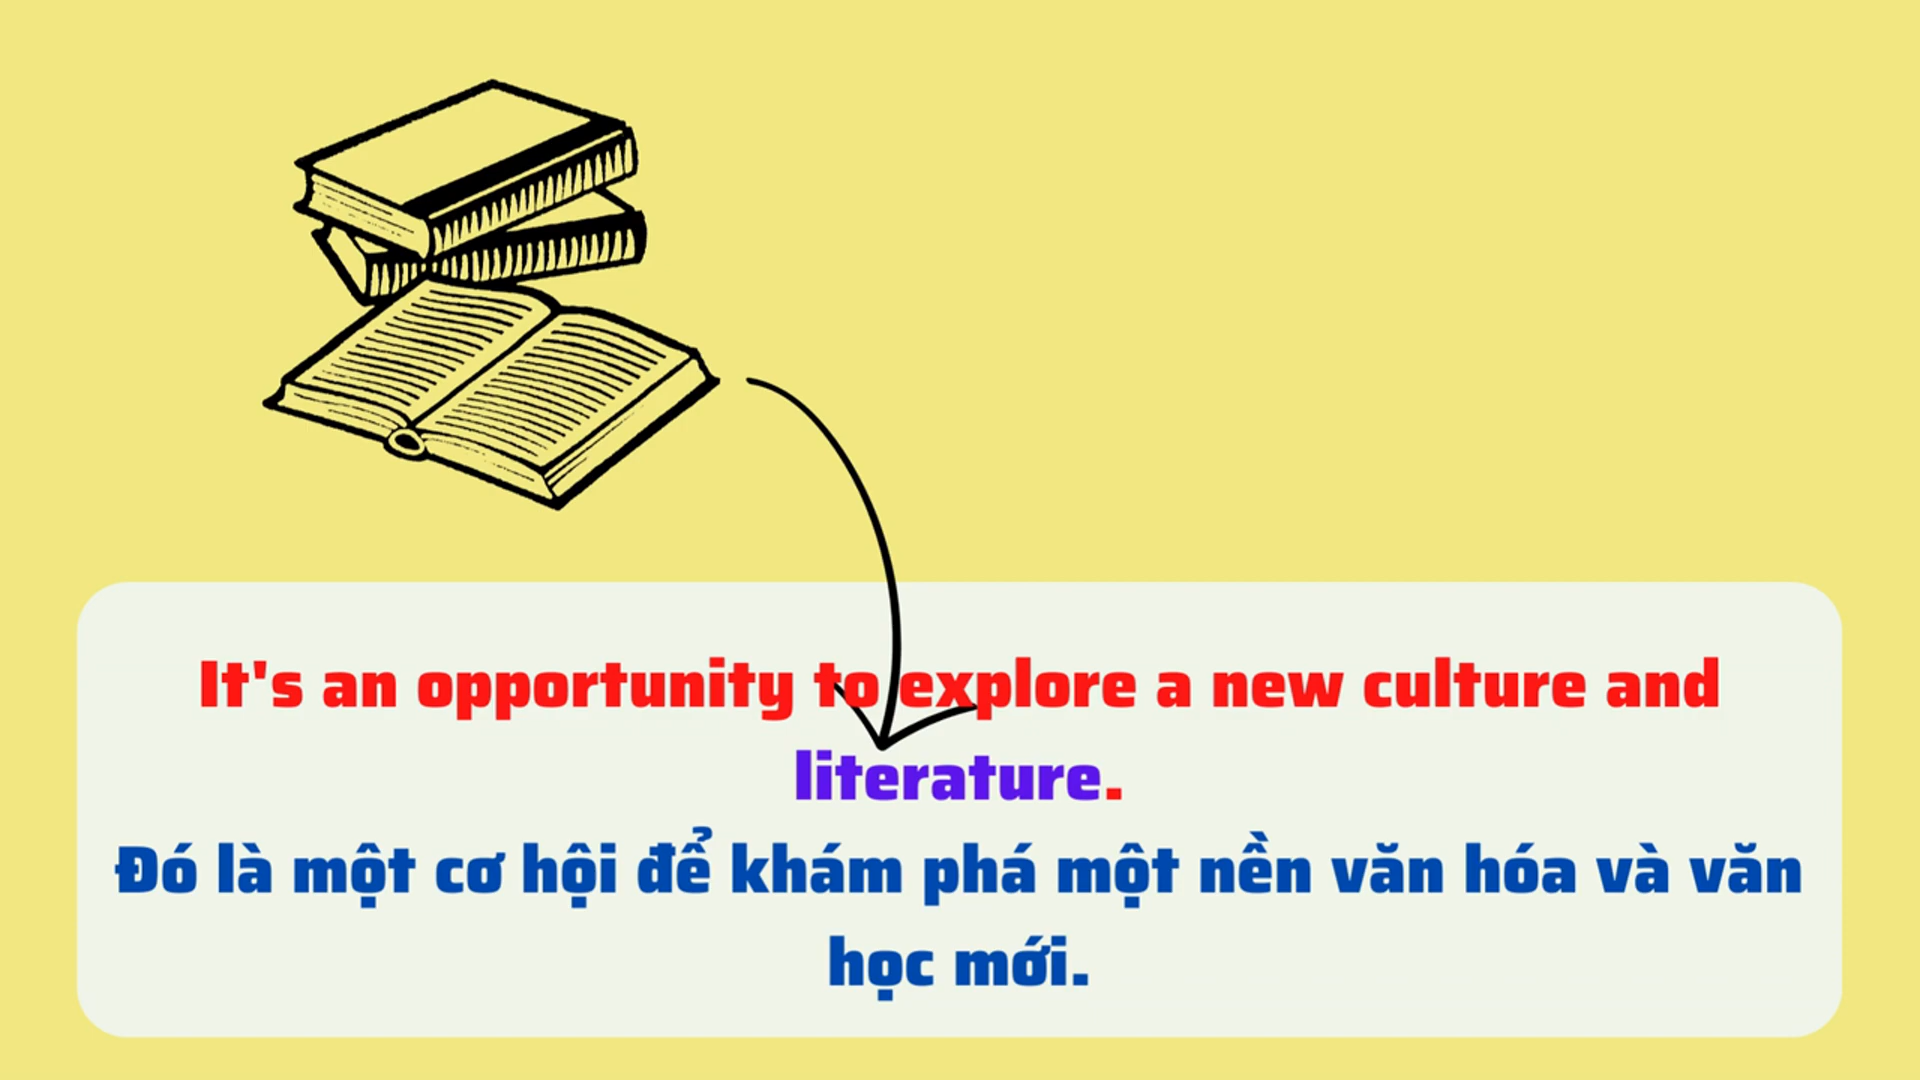 It's an opportunity to explore a new culture and
literature.
Đó là một cơ hội để khám phá một nền văn hóa và văn
học mới.